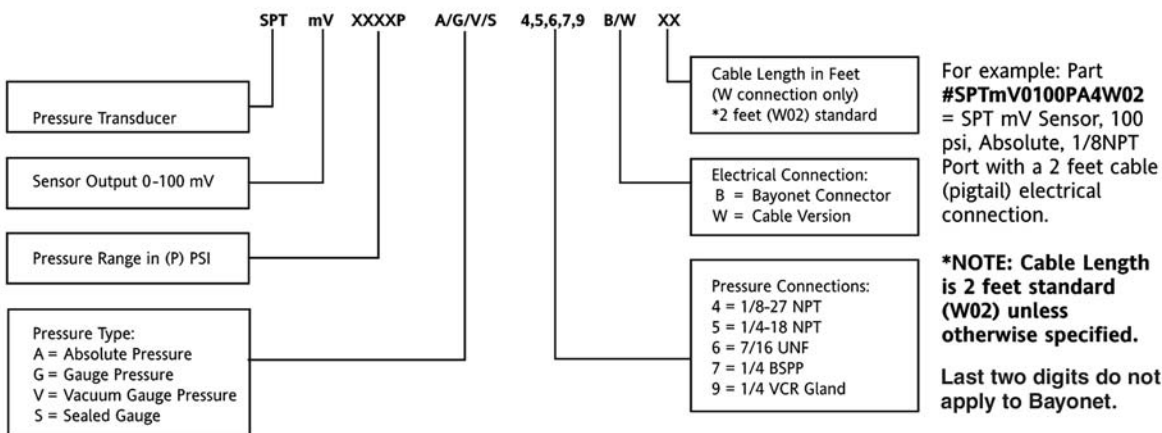 SPT mV XXXXP A/G/V/S 4,5,6,7,9 B/W XX
Pressure Transducer
Sensor Output 0-100 mV
Pressure Range in (P) PSI
Pressure Type:
A = Absolute Pressure
G = Gauge Pressure
V = Vacuum Gauge Pressure
S = Sealed Gauge
Cable Length in Feet
(W connection only)
*2 feet (W02) standard
Electrical Connection:
B = Bayonet Connector
W = Cable Version
Pressure Connections:
4 = 1/8-27 NPT
5 = 1/4-18 NPT
6 = 7/16 UNF
7 = 1/4 BSPP
9 = 1/4 VCR Gland
For example: Part
#SPTmV0100PA4W02
= SPT mV Sensor, 100
psi, Absolute, 1/8NPT
Port with a 2 feet cable
(pigtail) electrical
connection.
*NOTE: Cable Length
is 2 feet standard
(W02) unless
otherwise specified.
Last two digits do not
apply to Bayonet.